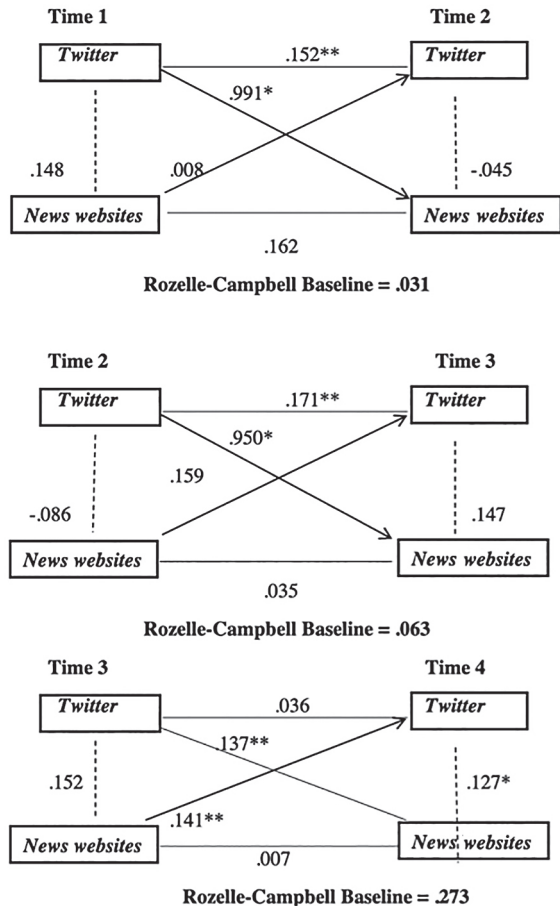 Time 1 Time 2
Twitter .152** Twitter
.991*
.148 .008 -.045
News websites News websites
.162
Rozelle-Campbell Baseline = .031
Time 2 Time 3
Twitter .171** Twitter
.950*
.159
-.086 .147
News websites News websites
.035
Rozelle-Campbell Baseline = .063
Time 3 Time 4
Twitter .036 Twitter
.137**
.152 .127*
.141**
News websites News websites
.007
Rozelle-Campbell Baseline = .273